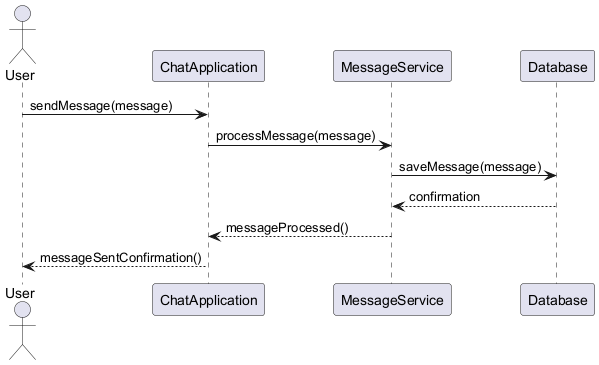 User
ChatApplication
MessageService
Database
sendMessage(message)
processMessage(message)
saveMessage(message)
confirmation
messageProcessed()
messageSentConfirmation()
User
ChatApplication
MessageService
Database